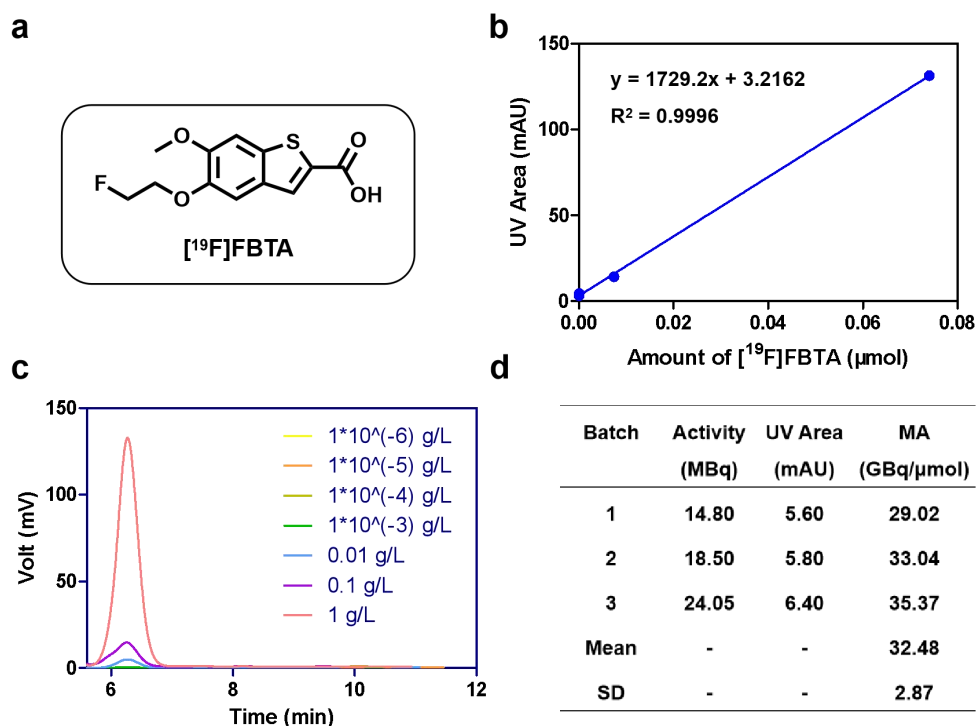 a
O
S
O
F
O
OH
[¹⁹F]FBTA
b
150
100
50
0
UV Area (mAU)
y = 1729.2x + 3.2162
R² = 0.9996
0.00 0.02 0.04 0.06 0.08
Amount of [¹⁹F]FBTA (µmol)
c
150
100
50
0
Volt (mV)
1*10^(-6) g/L
1*10^(-5) g/L
1*10^(-4) g/L
1*10^(-3) g/L
0.01 g/L
0.1 g/L
1 g/L
6 8 10 12
Time (min)
d
Batch Activity UV Area MA
(MBq) (mAU) (GBq/µmol)
1 14.80 5.60 29.02
2 18.50 5.80 33.04
3 24.05 6.40 35.37
Mean - - 32.48
SD - - 2.87